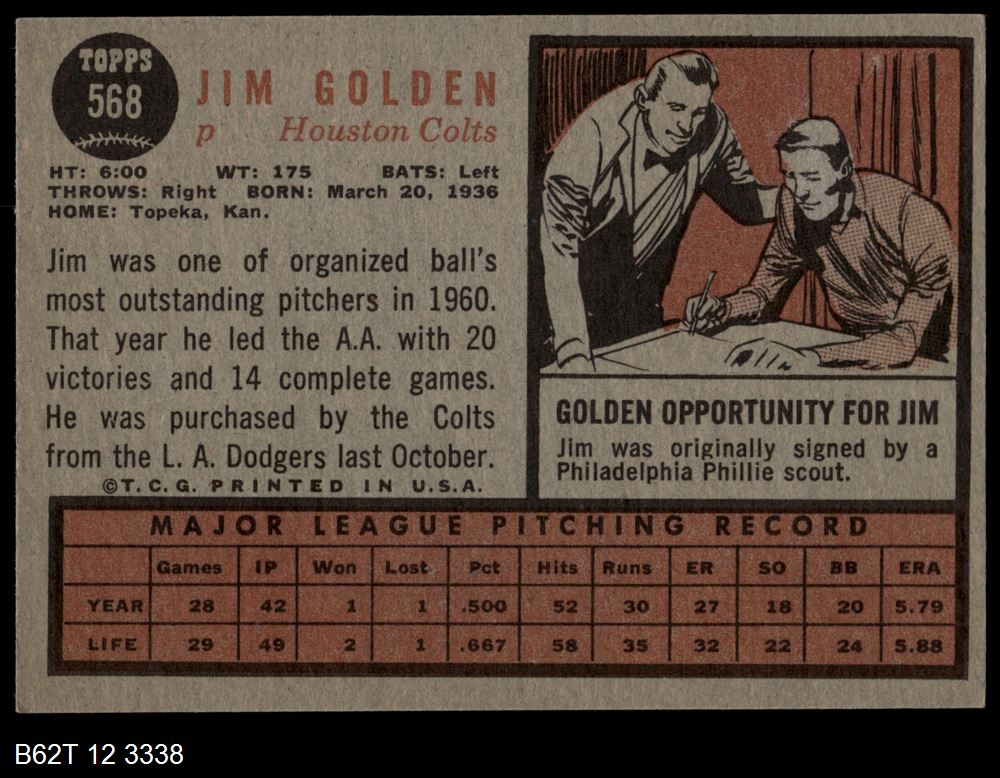 TOPPS
568
JIM GOLDEN
p Houston Colts
HT: 6:00 WT: 175 BATS: Left
THROWS: Right BORN: March 20, 1936
HOME: Topeka, Kan.
Jim was one of organized ball's
most outstanding pitchers in 1960.
That year he led the A.A. with 20
victories and 14 complete games.
He was purchased by the Colts
from the L. A. Dodgers last October.
©T.C.G. PRINTED IN U.S.A.
GOLDEN OPPORTUNITY FOR JIM
Jim was originally signed by a
Philadelphia Phillie scout.
MAJOR LEAGUE PITCHING RECORD
Games IP Won Lost Pct Hits Runs ER SO BB ERA
YEAR 28 42 1 1 .500 52 30 27 18 20 5.79
LIFE 29 49 2 1 .667 58 35 32 22 24 5.88
B62T 12 3338